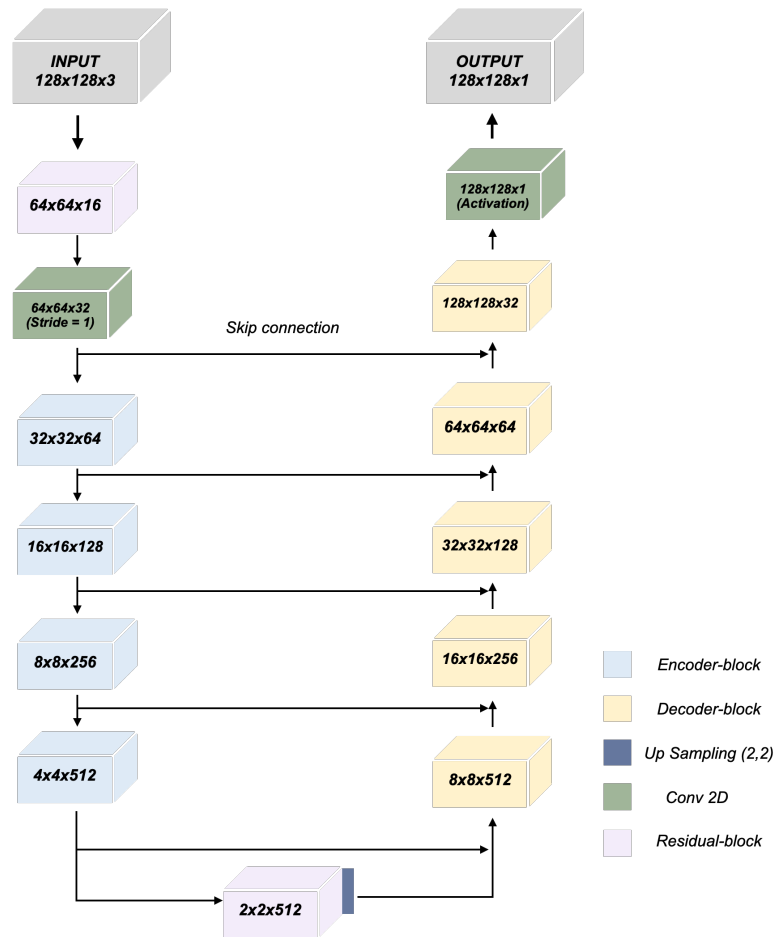 INPUT
128x128x3
OUTPUT
128x128x1
64x64x16
128x128x1
(Activation)
64x64x32
(Stride = 1)
128x128x32
Skip connection
32x32x64
64x64x64
16x16x128
32x32x128
8x8x256
16x16x256
4x4x512
8x8x512
2x2x512
Encoder-block
Decoder-block
Up Sampling (2,2)
Conv 2D
Residual-block